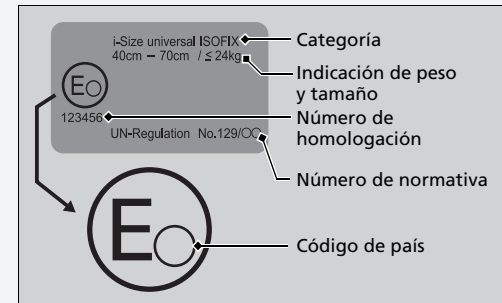 i-Size universal ISOFIX
40cm – 70cm / ≤ 24kg
E○
123456
UN-Regulation No.129/○○
E○
Categoría
Indicación de peso
y tamaño
Número de
homologación
Número de normativa
Código de país